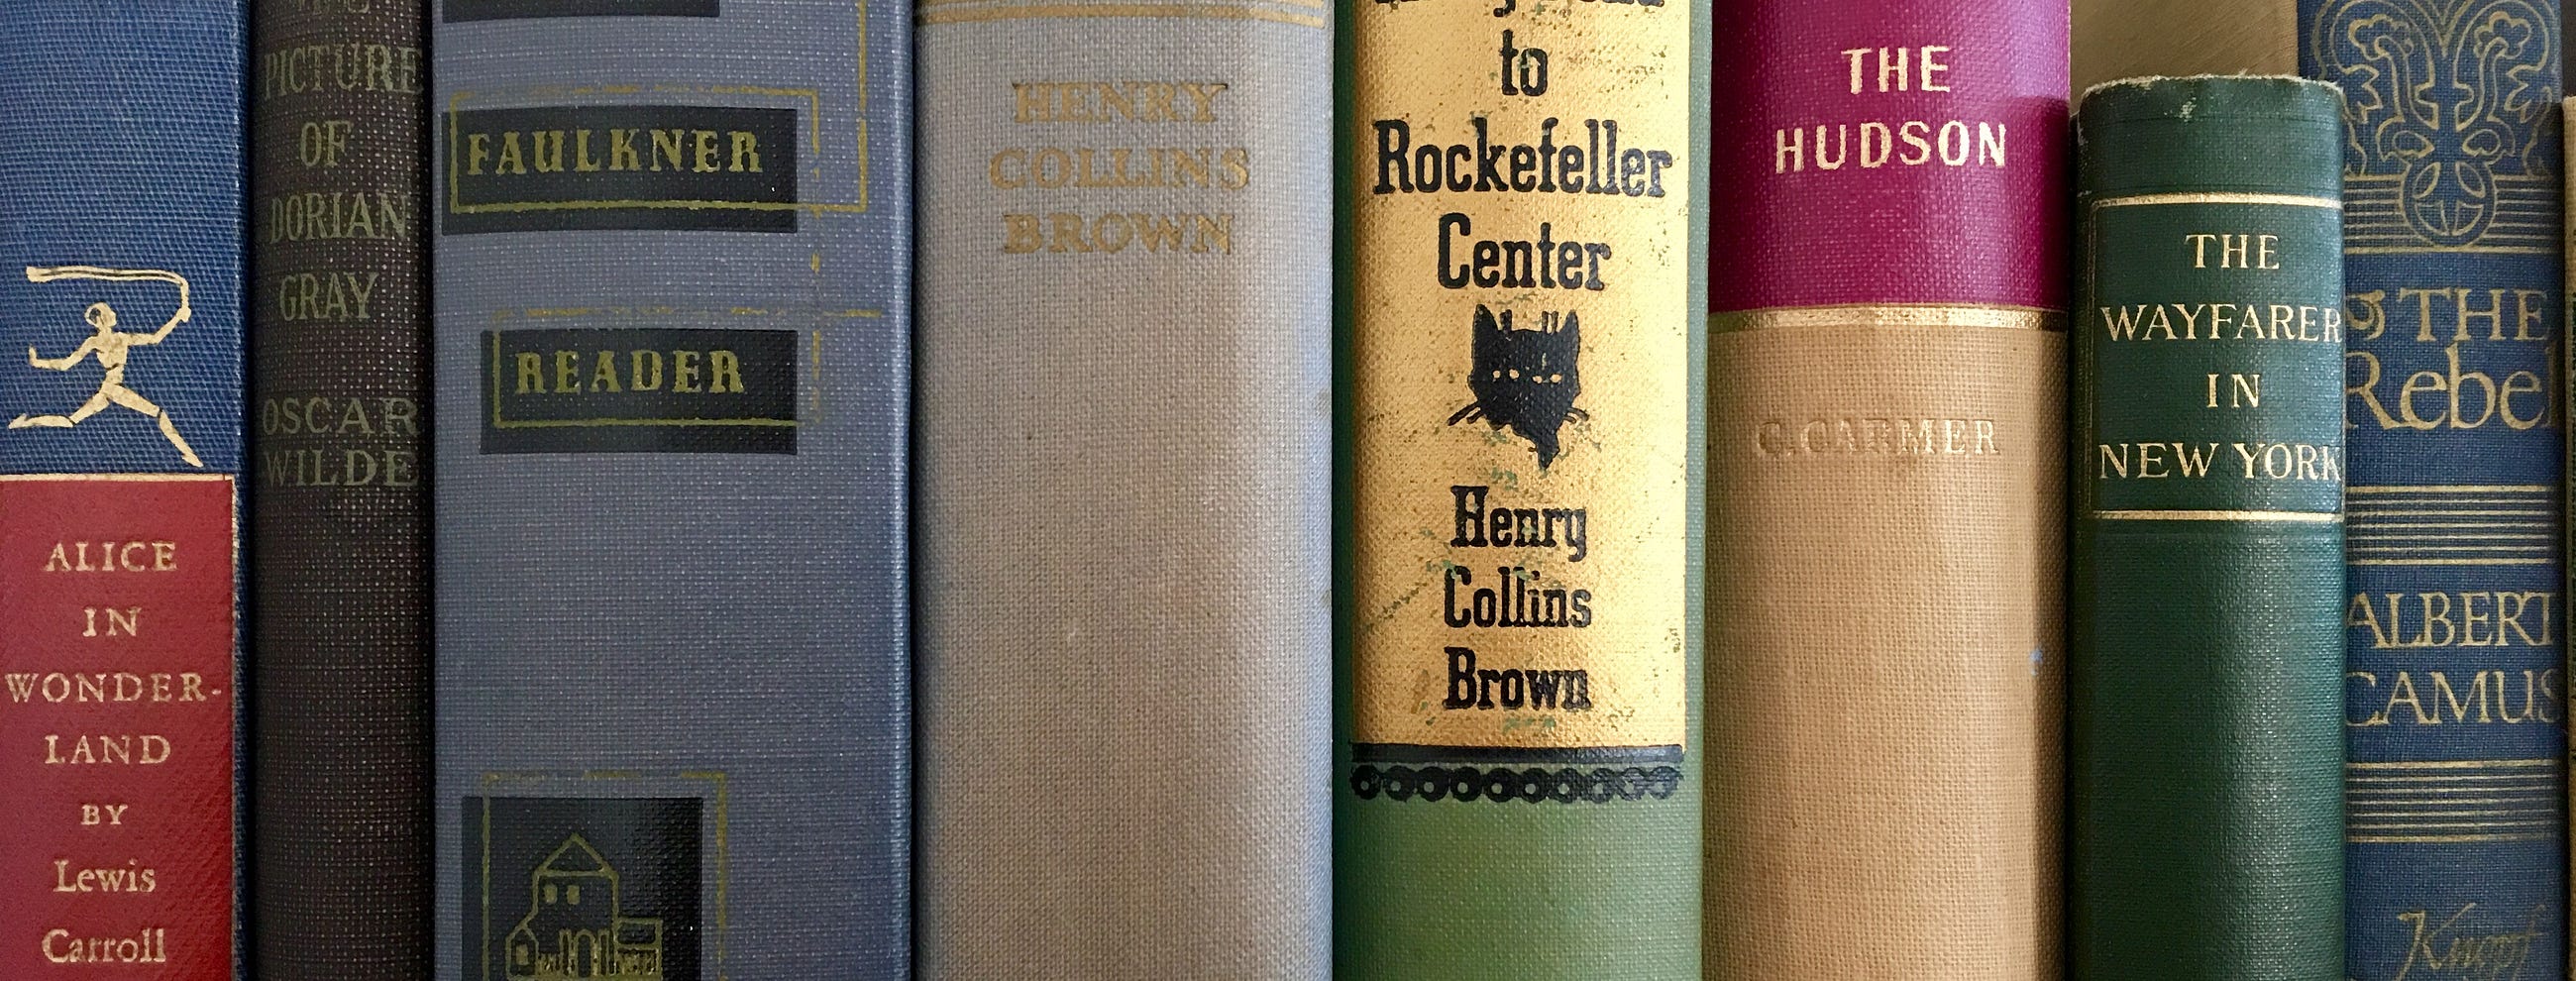 ALICE
IN
WONDER-
LAND
BY
Lewis
Carroll
THE
PICTURE
OF
DORIAN
GRAY
OSCAR
WILDE
FAULKNER
READER
HENRY
COLLINS
BROWN
to
Rockefeller
Center
Henry
Collins
Brown
THE
HUDSON
C. CARMER
THE
WAYFARER
IN
NEW YORK
THE
Rebel
ALBERT
CAMUS
Knopf